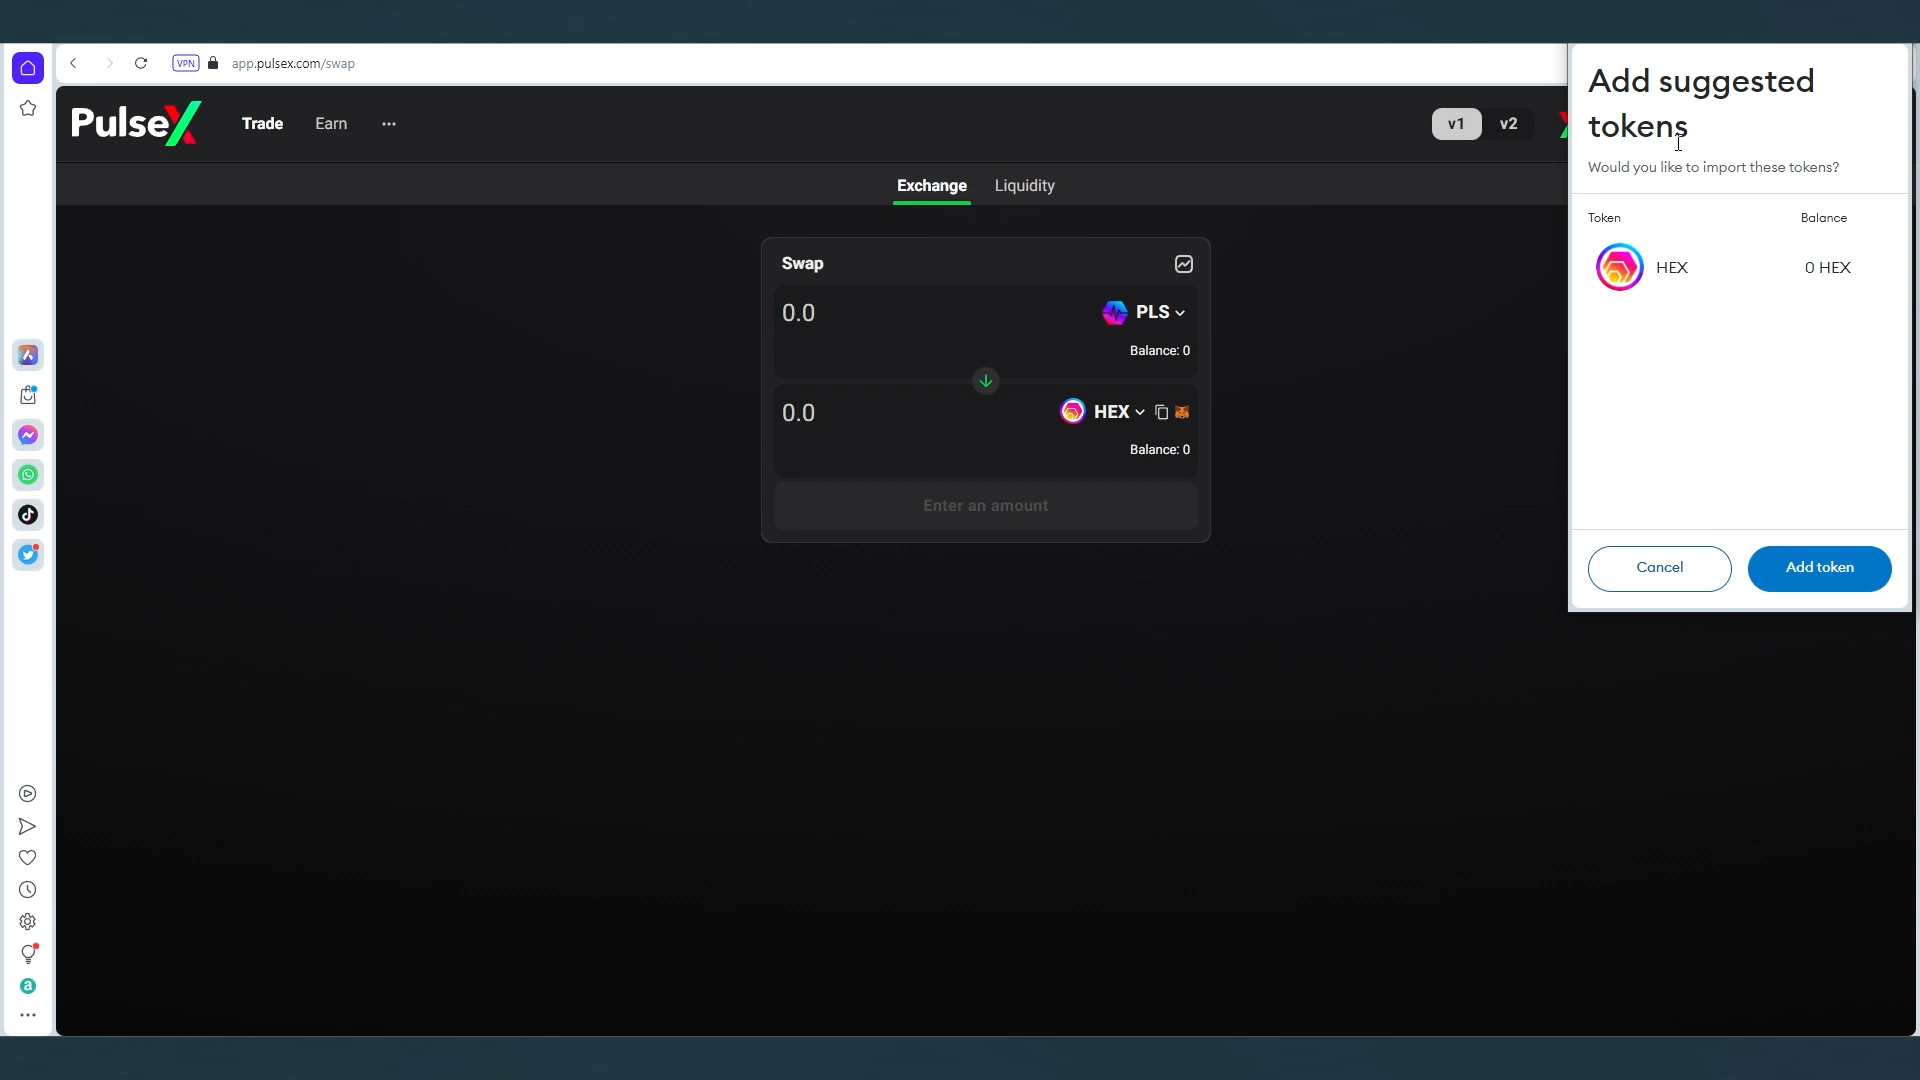 VPN app.pulsex.com/swap
PulseX Trade Earn v1 v2
Exchange Liquidity
Swap
0.0 PLS
Balance: 0
0.0 HEX
Balance: 0
Enter an amount
Add suggested
tokens
Would you like to import these tokens?
Token Balance
HEX 0 HEX
Cancel Add token
a